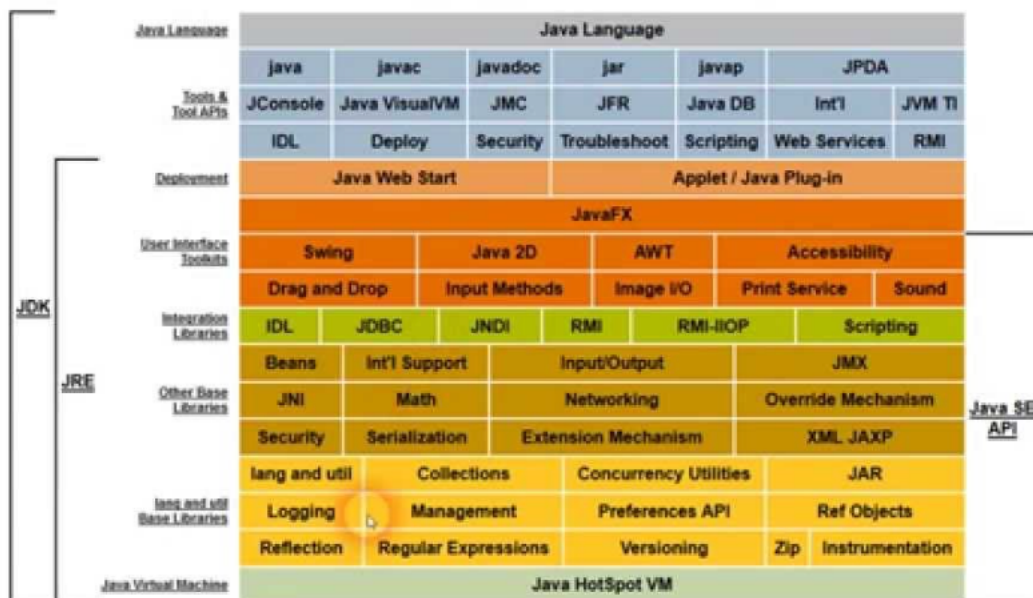 Java Language Java Language
java javac javadoc jar javap JPDA
Tools & Tool APIs JConsole Java VisualVM JMC JFR Java DB Int'l JVM TI
IDL Deploy Security Troubleshoot Scripting Web Services RMI
Deployment Java Web Start Applet / Java Plug-in
JavaFX
User Interface Toolkits Swing Java 2D AWT Accessibility
Drag and Drop Input Methods Image I/O Print Service Sound
JDK
Integration Libraries IDL JDBC JNDI RMI RMI-IIOP Scripting
Beans Int'l Support Input/Output JMX
JRE
Other Base Libraries JNI Math Networking Override Mechanism
Java SE API
Security Serialization Extension Mechanism XML JAXP
lang and util Collections Concurrency Utilities JAR
lang and util Base Libraries Logging Management Preferences API Ref Objects
Reflection Regular Expressions Versioning Zip Instrumentation
Java Virtual Machine Java HotSpot VM